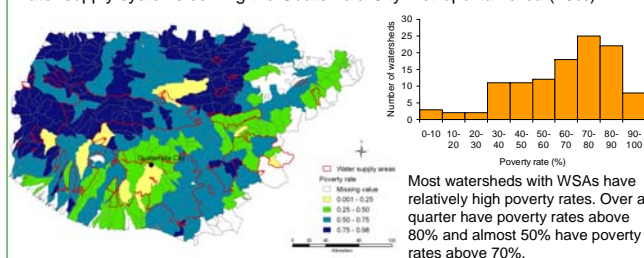 supply systems serving the Guatemala City metropolitan area
Guatemala City
Water supply areas
Poverty rate
Missing value
0.001 - 0.25
0.25 - 0.50
0.50 - 0.75
0.75 - 0.98
Kilometers
Number of watersheds
30
25
20
15
10
5
0
0-10
10-20
20-30
30-40
40-50
50-60
60-70
70-80
80-90
90-100
Poverty rate (%)
Most watersheds with WSAs have
relatively high poverty rates. Over a
quarter have poverty rates above
80% and almost 50% have poverty
rates above 70%.